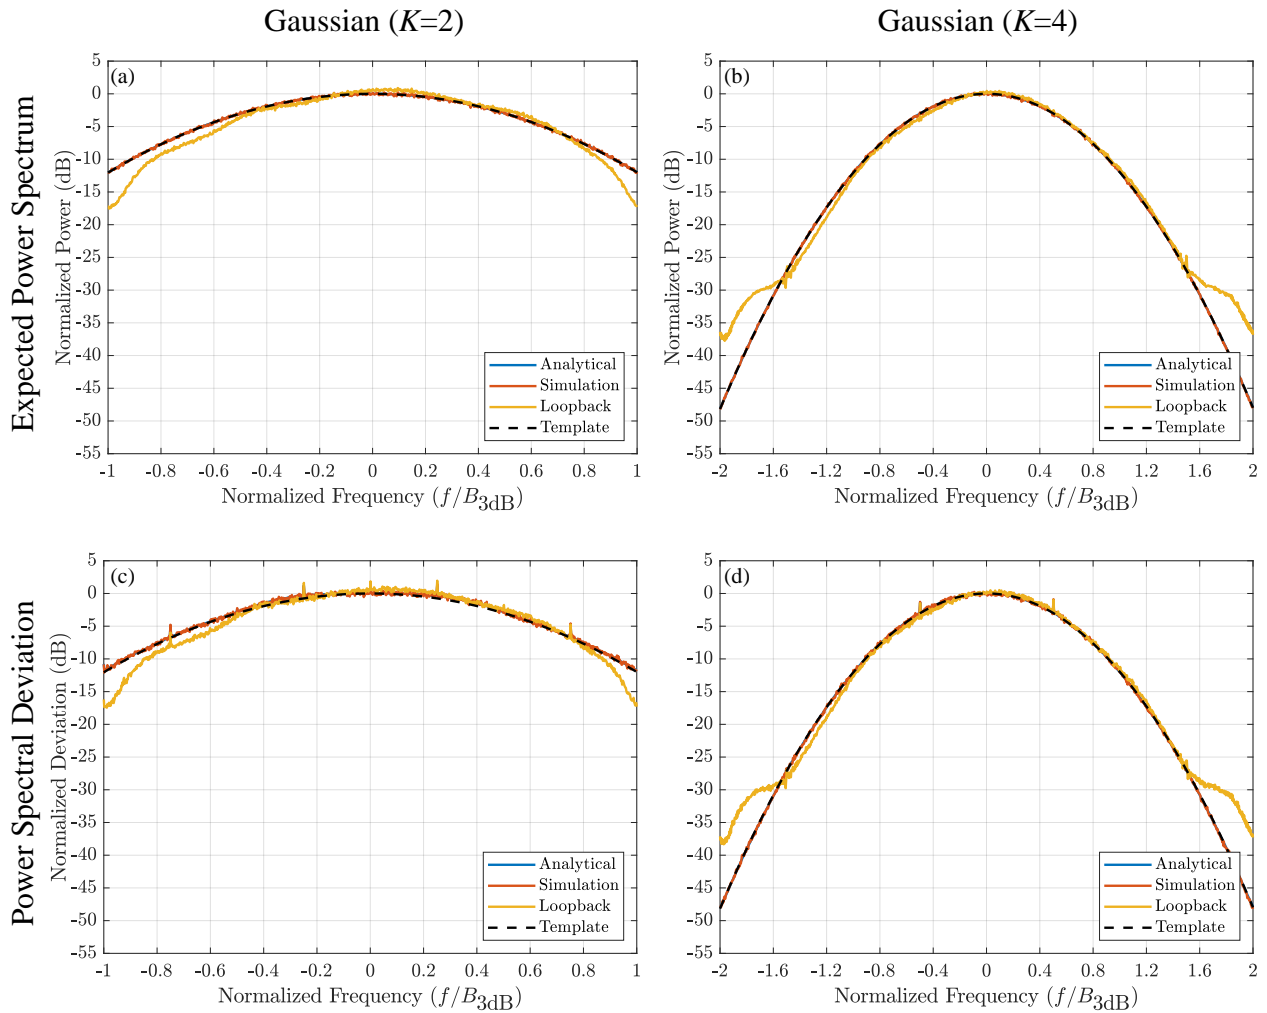 Gaussian (K=2)
Gaussian (K=4)
Expected Power Spectrum
(a)
Normalized Power (dB)
5
0
-5
-10
-15
-20
-25
-30
-35
-40
-45
-50
-55
Analytical
Simulation
Loopback
Template
-1 -0.8 -0.6 -0.4 -0.2 0 0.2 0.4 0.6 0.8 1
Normalized Frequency (f/B3dB)
(b)
Normalized Power (dB)
5
0
-5
-10
-15
-20
-25
-30
-35
-40
-45
-50
-55
Analytical
Simulation
Loopback
Template
-2 -1.6 -1.2 -0.8 -0.4 0 0.4 0.8 1.2 1.6 2
Normalized Frequency (f/B3dB)
Power Spectral Deviation
(c)
Normalized Deviation (dB)
5
0
-5
-10
-15
-20
-25
-30
-35
-40
-45
-50
-55
Analytical
Simulation
Loopback
Template
-1 -0.8 -0.6 -0.4 -0.2 0 0.2 0.4 0.6 0.8 1
Normalized Frequency (f/B3dB)
(d)
5
0
-5
-10
-15
-20
-25
-30
-35
-40
-45
-50
-55
Analytical
Simulation
Loopback
Template
-2 -1.6 -1.2 -0.8 -0.4 0 0.4 0.8 1.2 1.6 2
Normalized Frequency (f/B3dB)